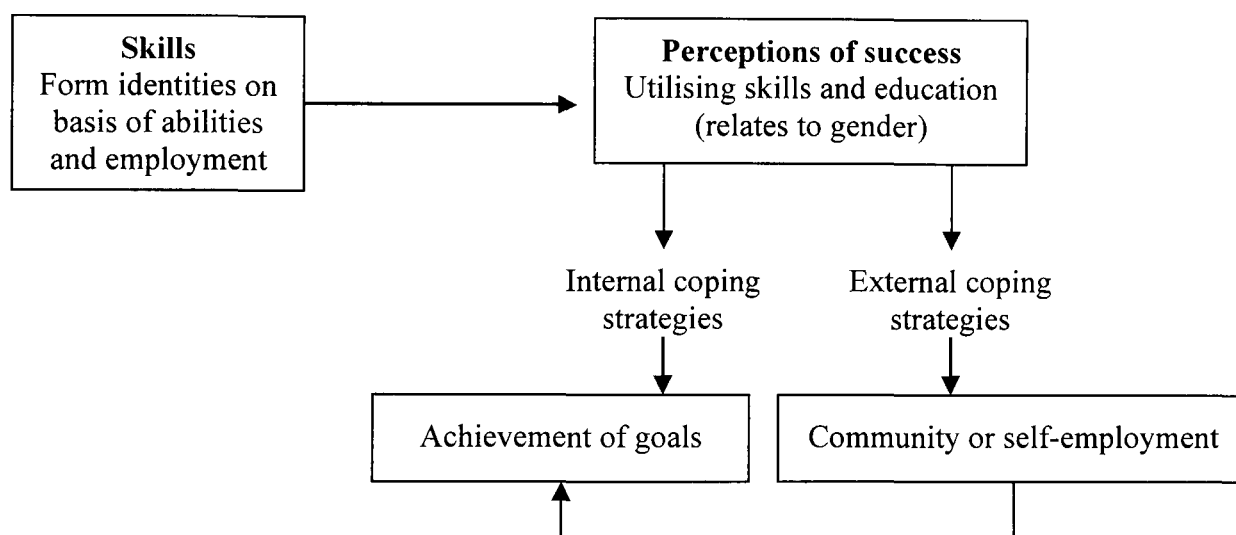 Skills
Form identities on
basis of abilities
and employment
Perceptions of success
Utilising skills and education
(relates to gender)
Internal coping
strategies
External coping
strategies
Achievement of goals
Community or self-employment